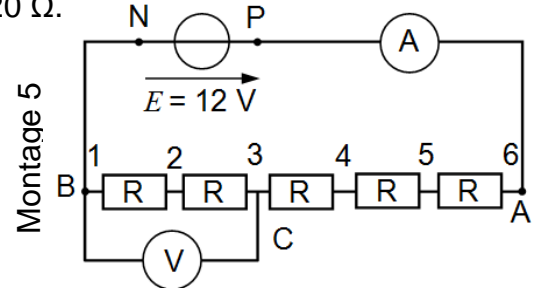 20 Ω.
N P
A
E = 12 V
Montage 5
1 2 3 4 5 6
B R R R R R A
C
V